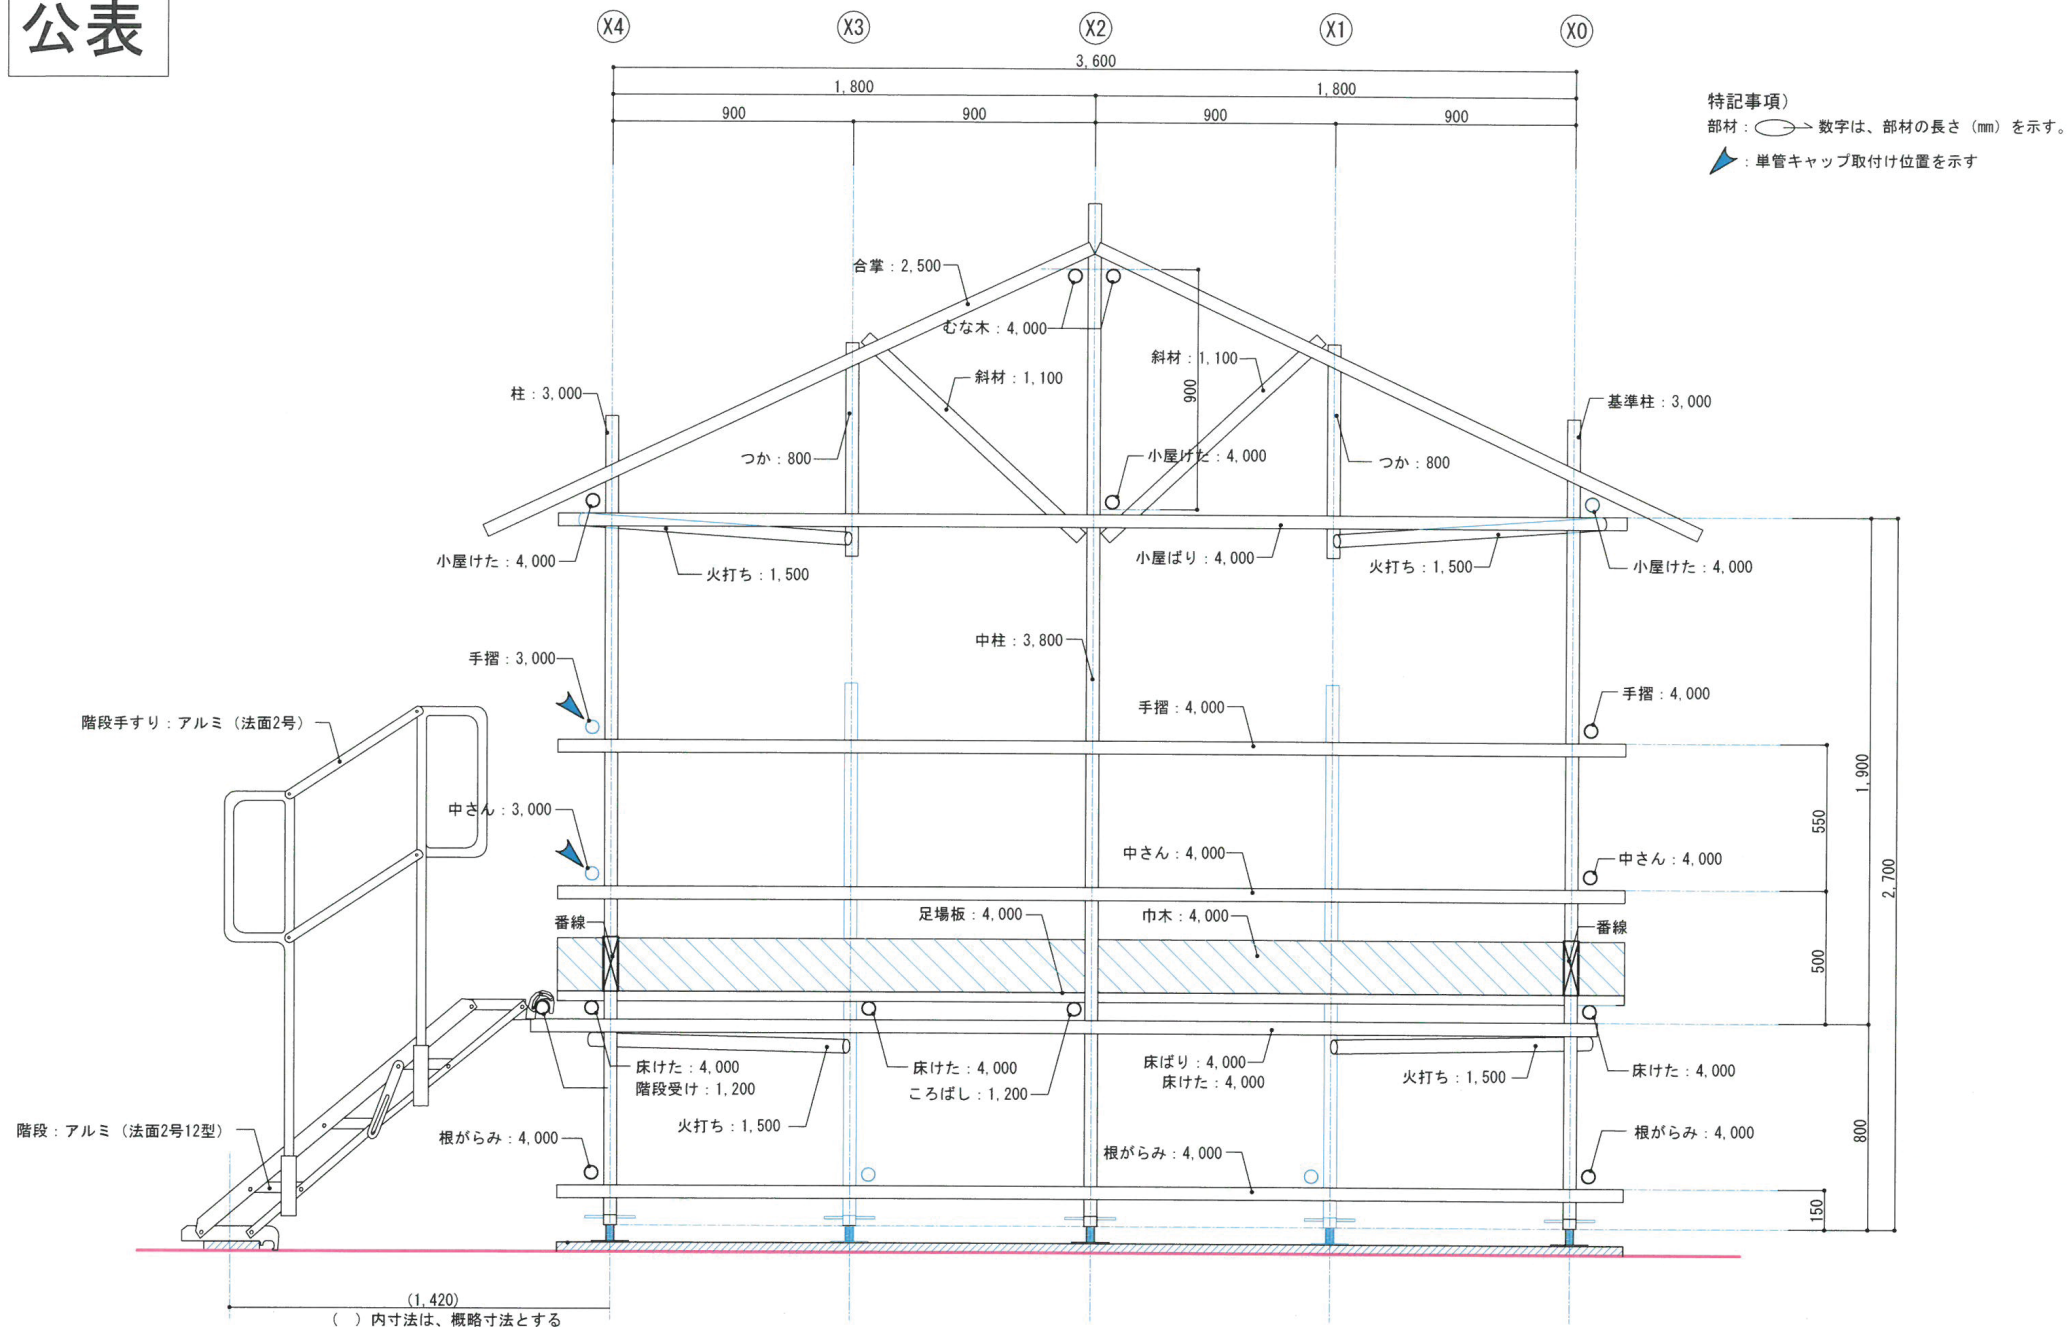 公表
X4
X3
X2
X1
X0
3,600
1,800
1,800
900
900
900
900
特記事項)
部材: 数字は、部材の長さ (㎜) を示す。
:単管キャップ取付け位置を示す
合掌:2,500
むな木:4,000
斜材:1,100
斜材:1,100
900
柱:3,000
基準柱:3,000
つか:800
小屋けた:4,000
つか:800
小屋けた:4,000
火打ち:1,500
小屋ばり:4,000
火打ち:1,500
小屋けた:4,000
中柱:3,800
手摺:3,000
手摺:4,000
手摺:4,000
階段手すり:アルミ(法面2号)
1,900
550
中さん:3,000
中さん:4,000
中さん:4,000
2,700
番線
足場板:4,000
巾木:4,000
番線
500
床けた:4,000
階段受け:1,200
床けた:4,000
ころばし:1,200
床ばり:4,000
床けた:4,000
火打ち:1,500
床けた:4,000
火打ち:1,500
階段:アルミ(法面2号12型)
根がらみ:4,000
根がらみ:4,000
根がらみ:4,000
800
150
(1,420)
( )内寸法は、概略寸法とする